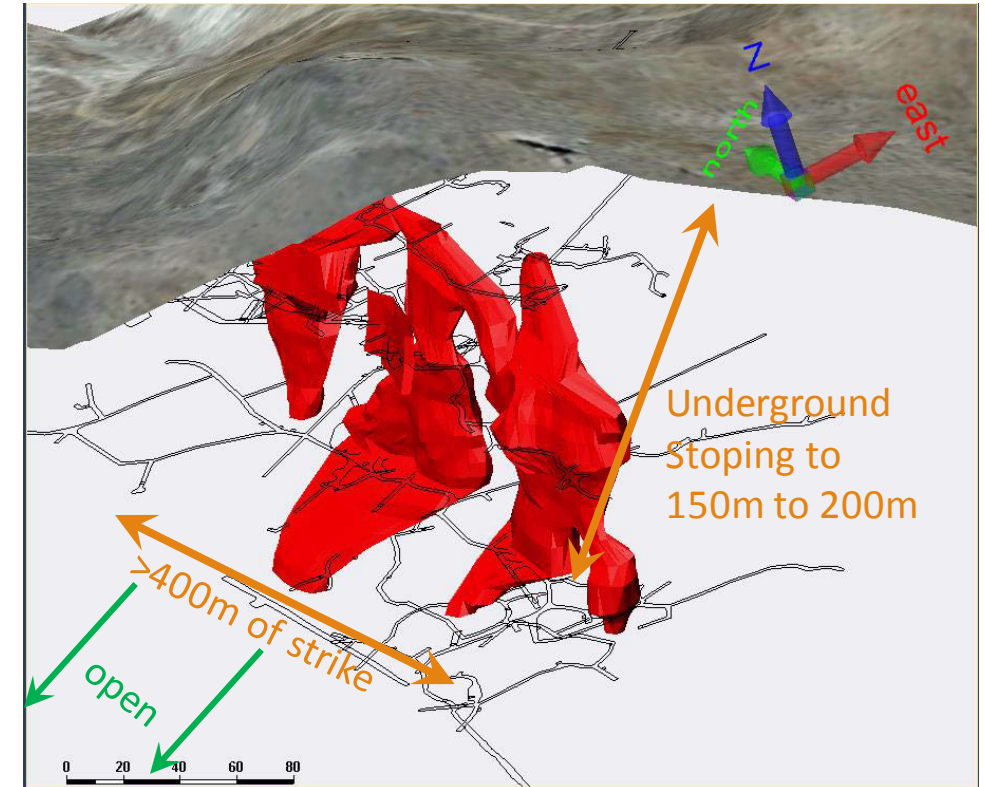 Z
north
east
Underground
Stoping to
150m to 200m
>400m of strike
open
0 20 40 60 80